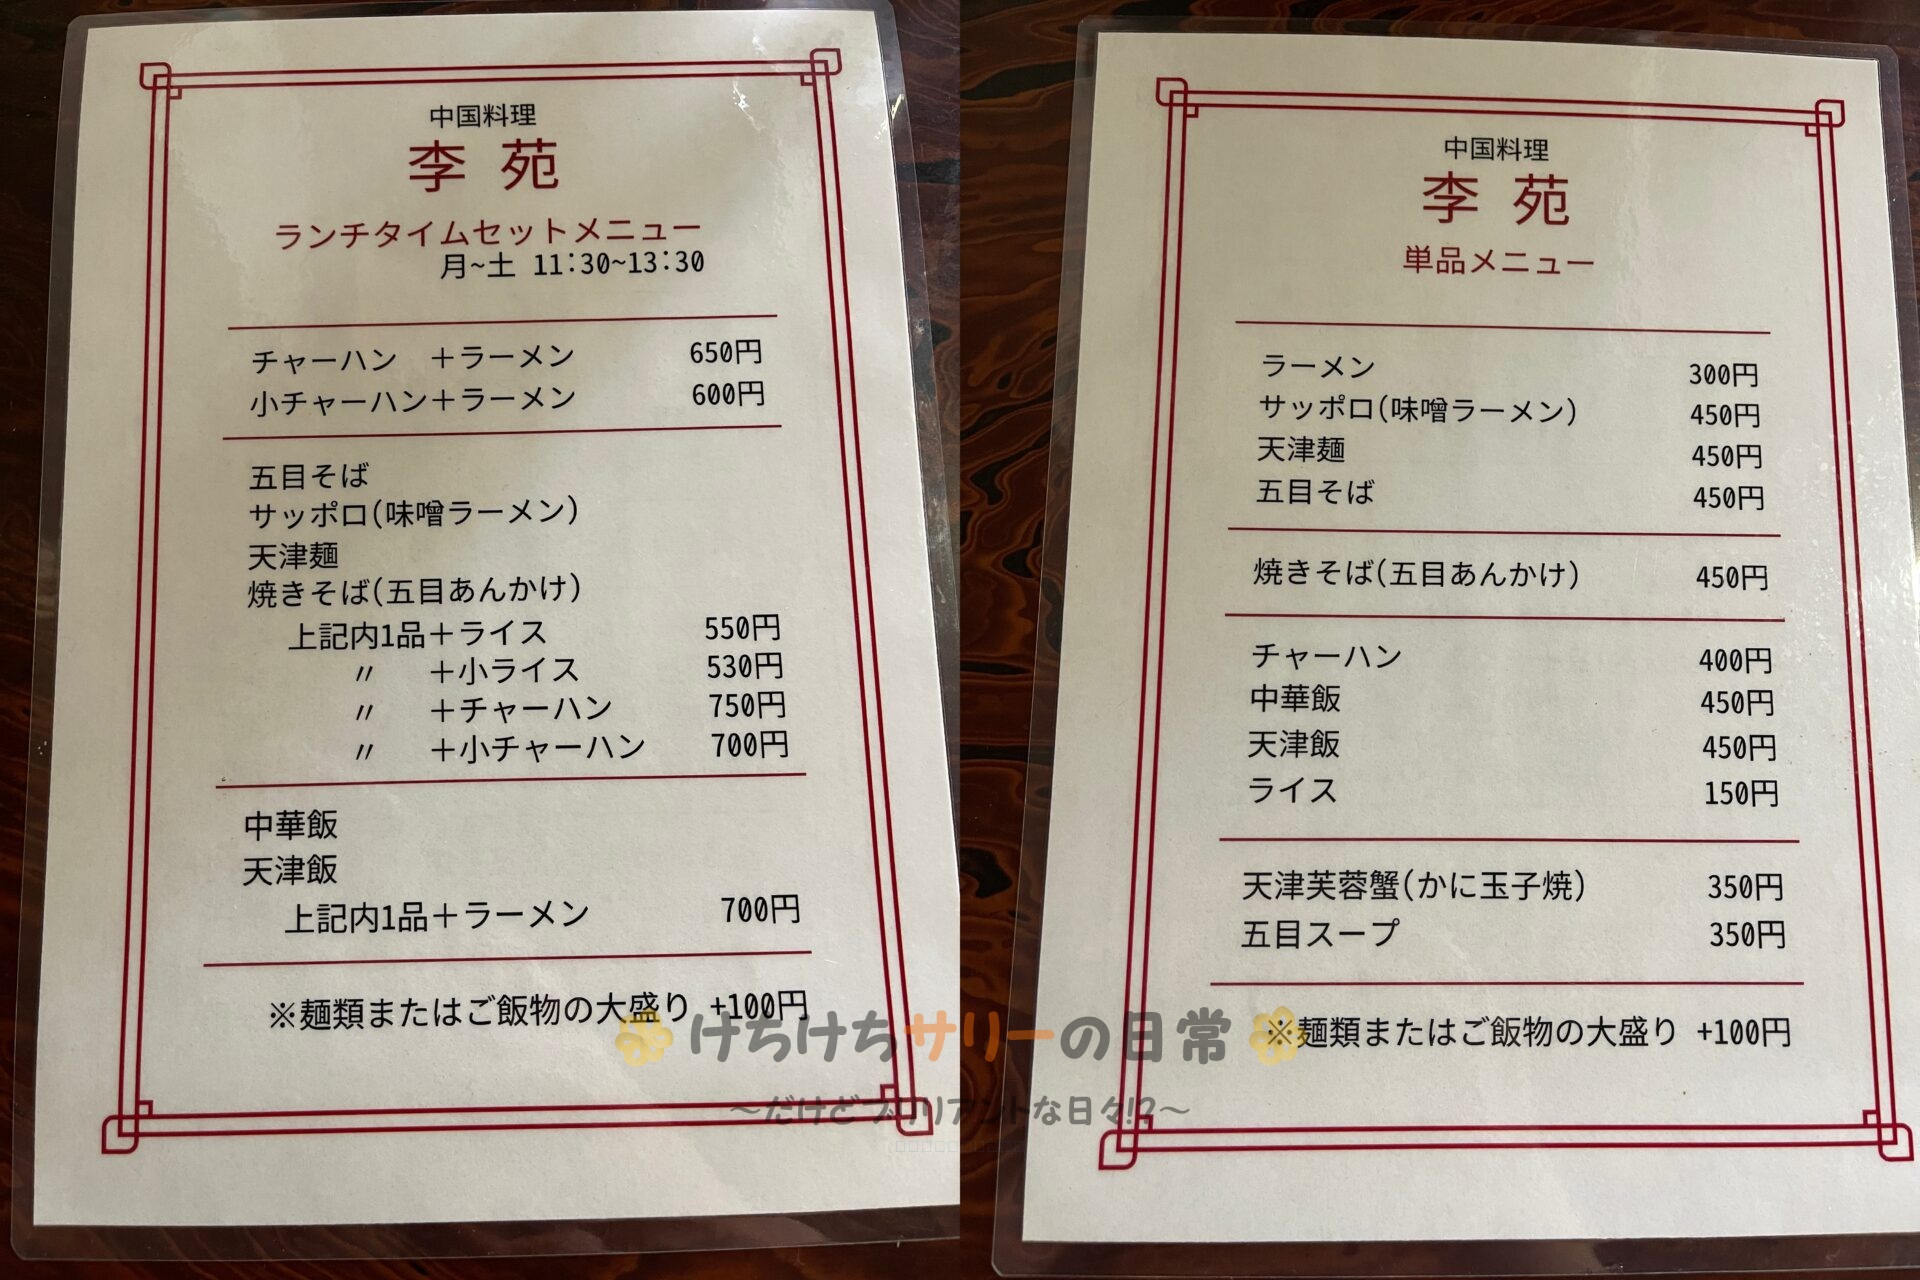 中国料理
李 苑
ランチタイムセットメニュー
月~土 11:30~13:30
チャーハン ＋ラーメン 650円
小チャーハン＋ラーメン 600円
五目そば
サッポロ(味噌ラーメン)
天津麺
焼きそば(五目あんかけ)
上記内1品＋ライス 550円
〃 ＋小ライス 530円
〃 ＋チャーハン 750円
〃 ＋小チャーハン 700円
中華飯
天津飯
上記内1品＋ラーメン 700円
※麺類またはご飯物の大盛り +100円
中国料理
李 苑
単品メニュー
ラーメン 300円
サッポロ(味噌ラーメン) 450円
天津麺 450円
五目そば 450円
焼きそば(五目あんかけ) 450円
チャーハン 400円
中華飯 450円
天津飯 450円
ライス 150円
天津芙蓉蟹(かに玉子焼) 350円
五目スープ 350円
※麺類またはご飯物の大盛り +100円
けちけちサリーの日常
～だけどブリリアントな日々!?～